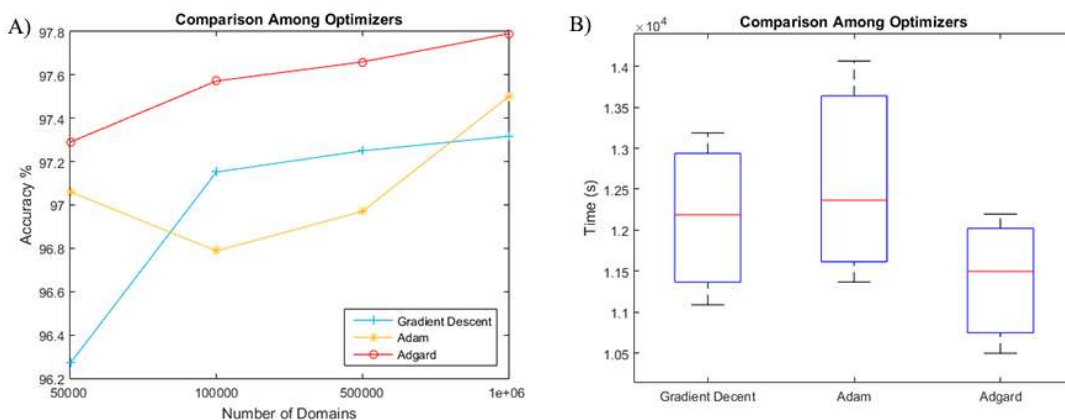 A)
Comparison Among Optimizers
97.8
97.6
97.4
97.2
97
96.8
96.6
96.4
96.2
Accuracy %
50000
100000
500000
1e+06
Number of Domains
Gradient Descent
Adam
Adgard
B)
Comparison Among Optimizers
×10⁴
1.4
1.35
1.3
1.25
1.2
1.15
1.1
1.05
Time (s)
Gradient Decent
Adam
Adgard